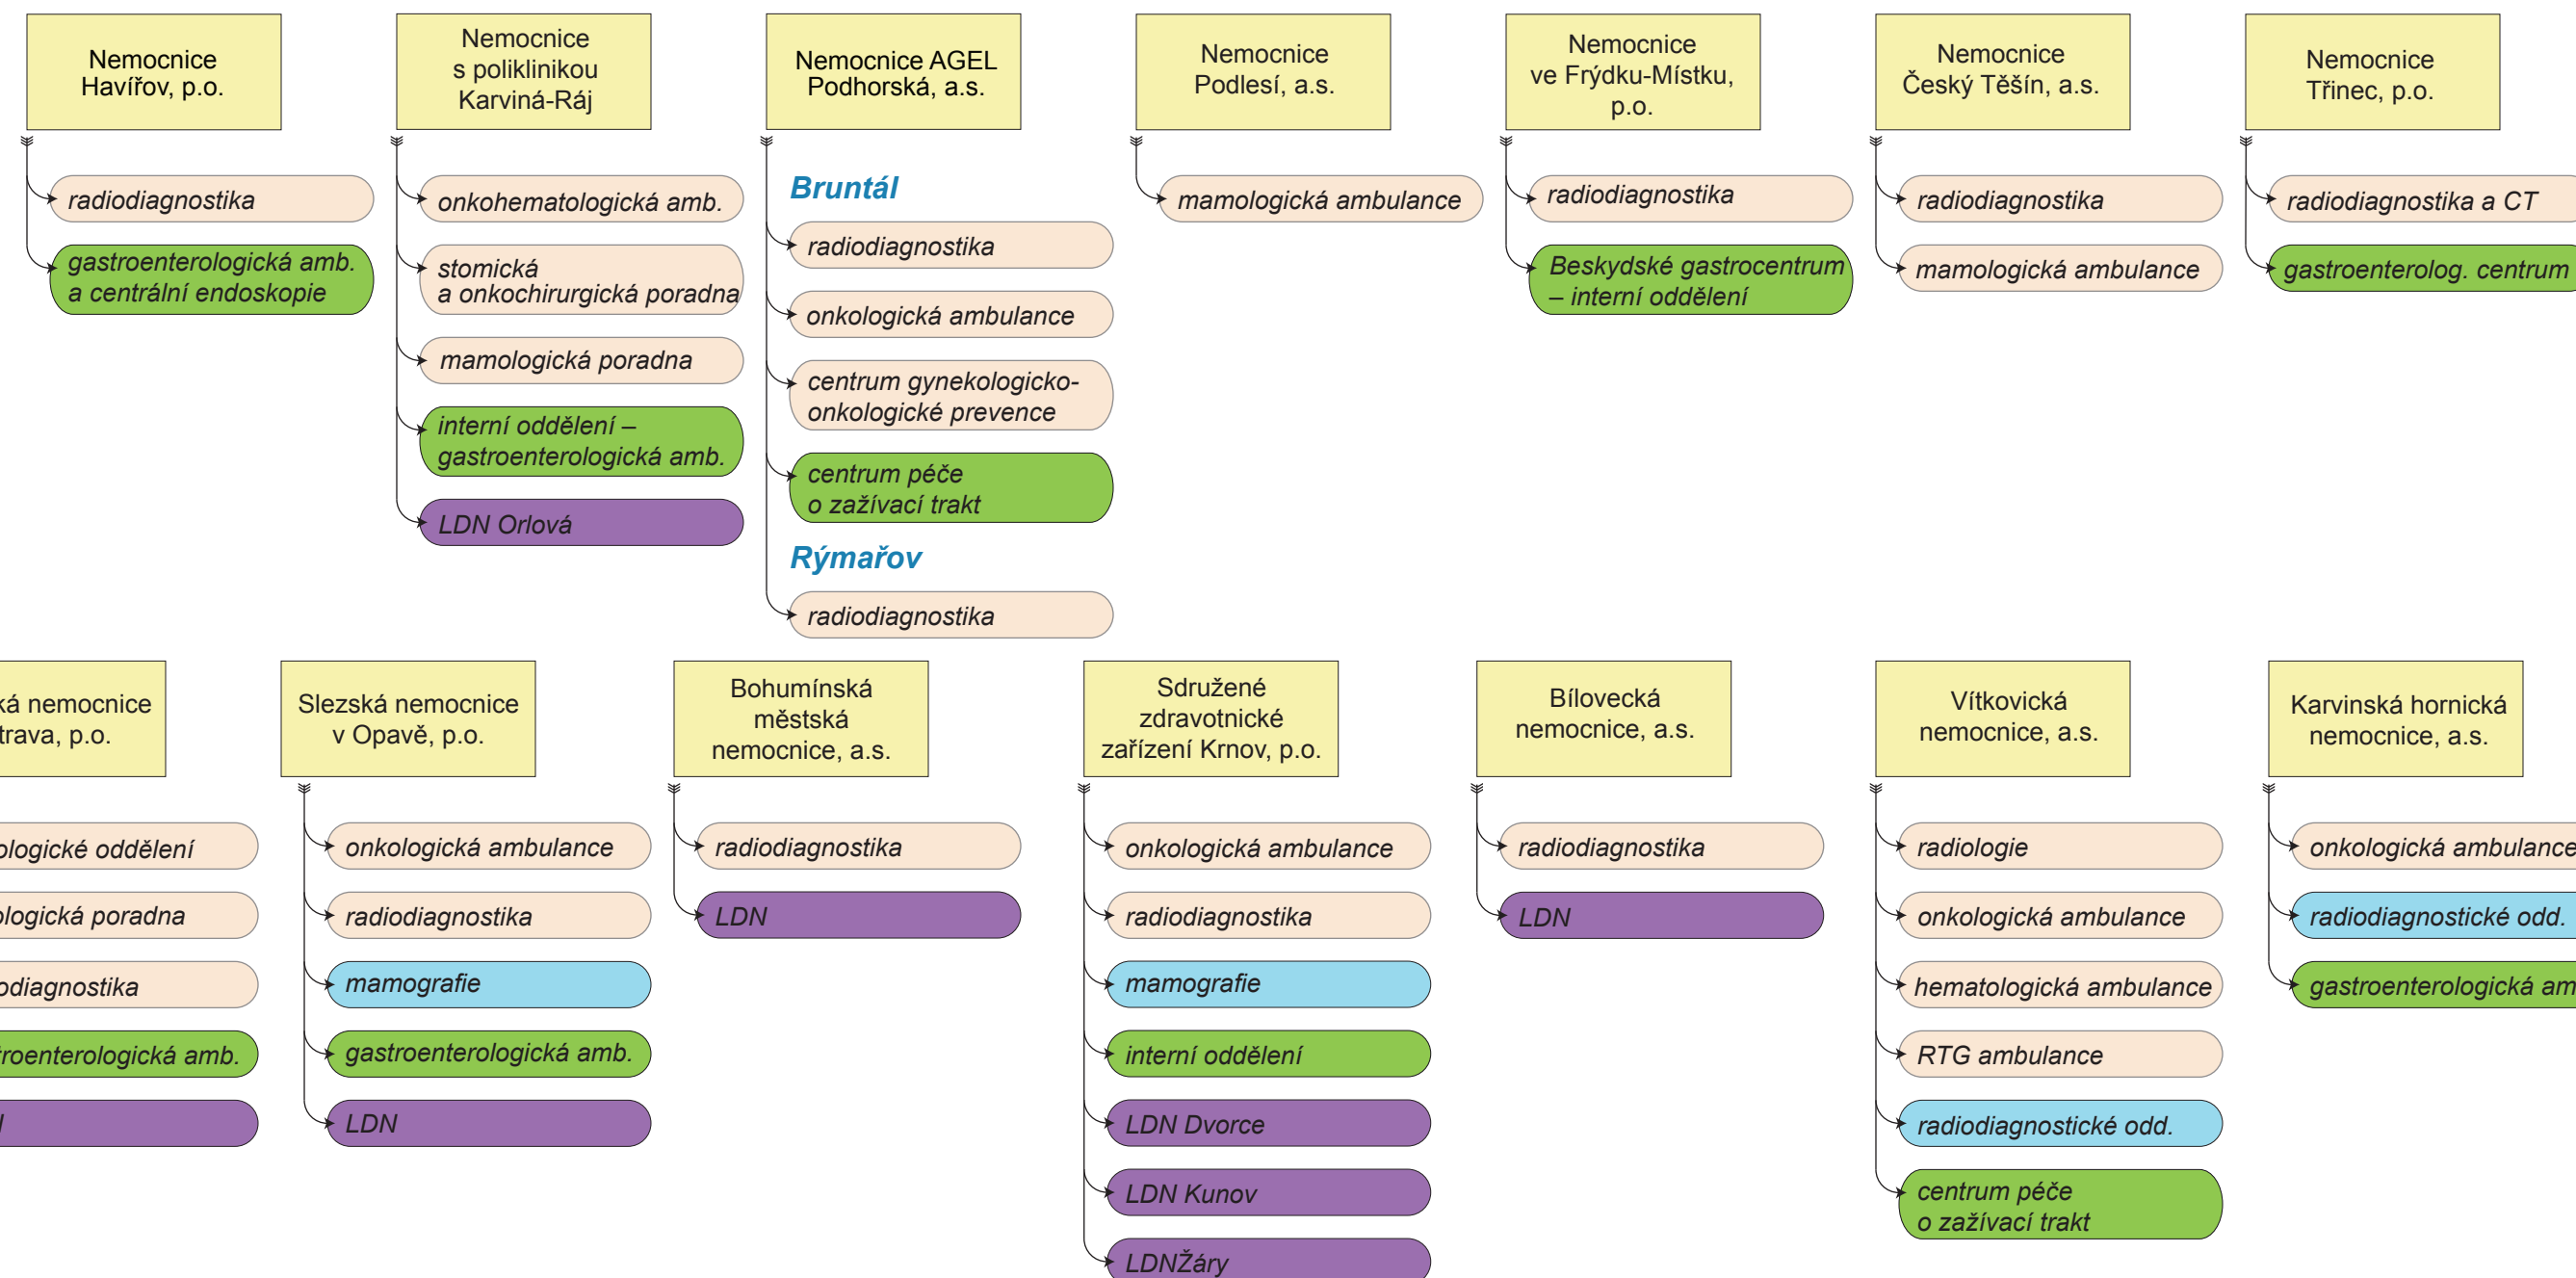 Nemocnice
Havířov, p.o.
radiodiagnostika
gastroenterologická amb.
a centrální endoskopie
Nemocnice
s poliklinikou
Karviná-Ráj
onkohematologická amb.
stomická
a onkochirurgická poradna
mamologická poradna
interní oddělení –
gastroenterologická amb.
LDN Orlová
Nemocnice AGEL
Podhorská, a.s.
Bruntál
radiodiagnostika
onkologická ambulance
centrum gynekologicko-
onkologické prevence
centrum péče
o zažívací trakt
Rýmařov
radiodiagnostika
Nemocnice
Podlesí, a.s.
mamologická ambulance
Nemocnice
ve Frýdku-Místku,
p.o.
radiodiagnostika
Beskydské gastrocentrum
– interní oddělení
Nemocnice
Český Těšín, a.s.
radiodiagnostika
mamologická ambulance
Nemocnice
Třinec, p.o.
radiodiagnostika a CT
gastroenterolog. centrum
nemocnice
p.o.
oddělení
poradna
amb.
Slezská nemocnice
v Opavě, p.o.
onkologická ambulance
radiodiagnostika
mamografie
gastroenterologická amb.
LDN
Bohumínská
městská
nemocnice, a.s.
radiodiagnostika
LDN
Sdružené
zdravotnické
zařízení Krnov, p.o.
onkologická ambulance
radiodiagnostika
mamografie
interní oddělení
LDN Dvorce
LDN Kunov
LDNŽáry
Bílovecká
nemocnice, a.s.
radiodiagnostika
LDN
Vítkovická
nemocnice, a.s.
radiologie
onkologická ambulance
hematologická ambulance
RTG ambulance
radiodiagnostické odd.
centrum péče
o zažívací trakt
Karvinská hornická
nemocnice, a.s.
onkologická ambulance
radiodiagnostické odd.
gastroenterologická